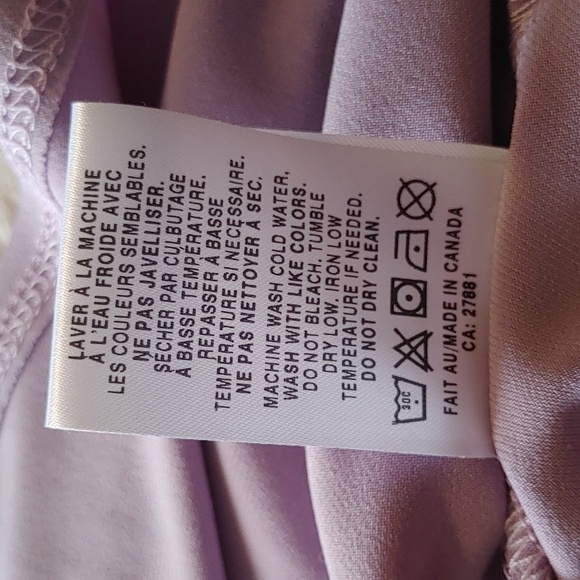 LAVER À LA MACHINE
À L'EAU FROIDE AVEC
LES COULEURS SEMBLABLES.
NE PAS JAVELLISER.
SÉCHER PAR CULBUTAGE
À BASSE TEMPÉRATURE.
REPASSER À BASSE
TEMPÉRATURE SI NÉCESSAIRE.
NE PAS NETTOYER À SEC.
MACHINE WASH COLD WATER,
WASH WITH LIKE COLORS.
DO NOT BLEACH. TUMBLE
DRY LOW. IRON LOW
TEMPERATURE IF NEEDED.
DO NOT DRY CLEAN.
30C
FAIT AU/MADE IN CANADA
CA: 27881